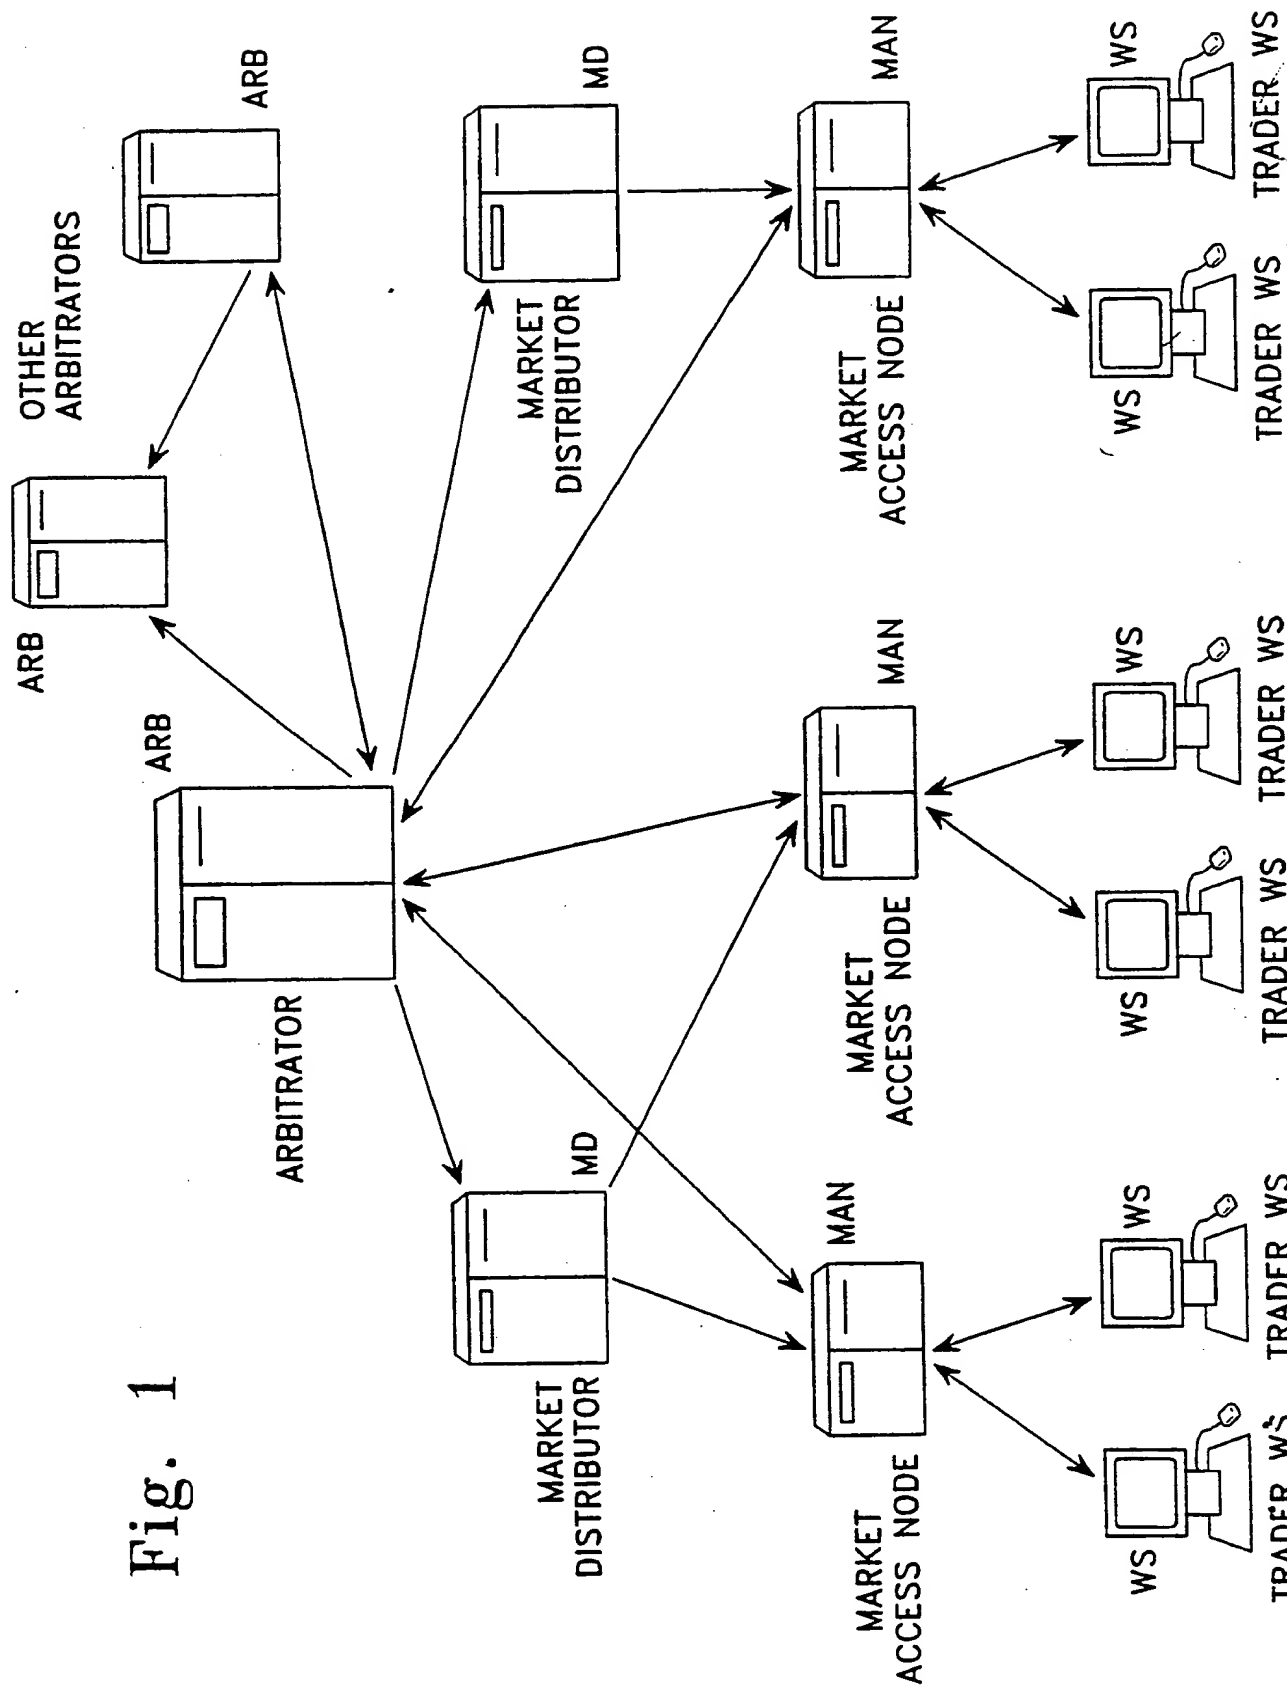 Fig. 1
OTHER
ARBITRATORS
ARB
ARB
ARB
ARBITRATOR
MARKET
DISTRIBUTOR
MD
MARKET
DISTRIBUTOR
MD
MARKET
ACCESS NODE
MAN
MARKET
ACCESS NODE
MAN
MARKET
ACCESS NODE
MAN
WS
WS
WS
WS
WS
WS
TRADER WS
TRADER WS
TRADER WS
TRADER WS
TRADER WS
TRADER WS